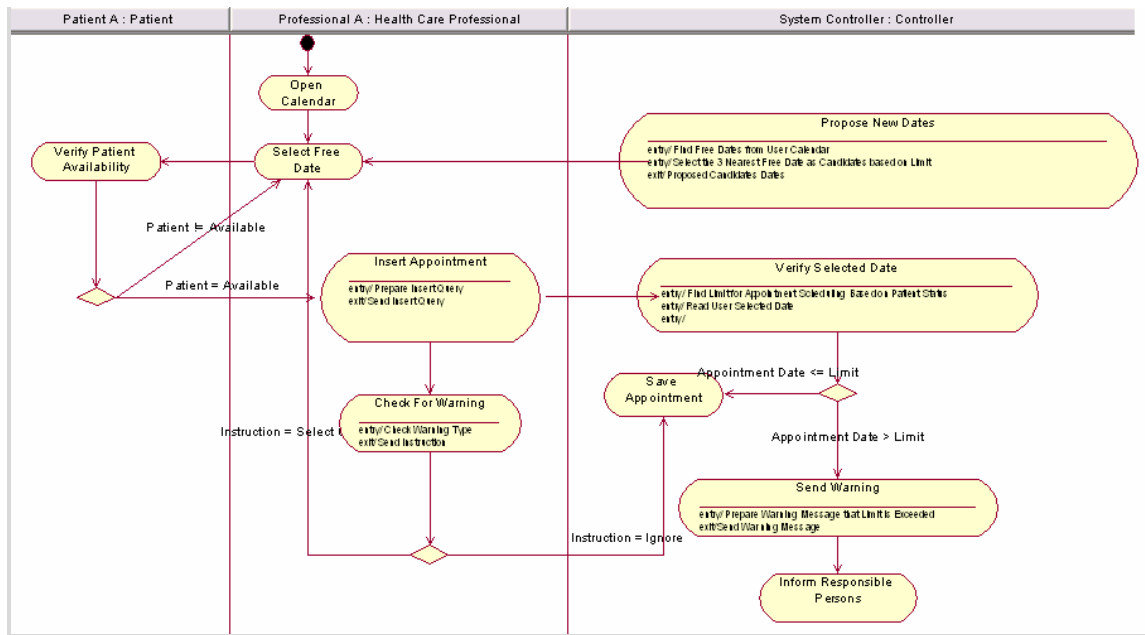 Patient A : Patient
Professional A : Health Care Professional
System Controller : Controller
Open
Calendar
Propose New Dates
entry/ Find Free Dates from User Calendar
entry/ Select the 3 Nearest Free Date as Candidates based on Limit
exit/ Proposed Candidates Dates
Verify Patient
Availability
Select Free
Date
Patient != Available
Patient = Available
Insert Appointment
entry/ Prepare Insert Query
exit/ Send Insert Query
Verify Selected Date
entry/ Find Limit for Appointment Scheduling Based on Patient Status
entry/ Read User Selected Date
entry/
Appointment Date <= Limit
Save
Appointment
Check For Warning
entry/ Check Warning Type
exit/ Send Instruction
Instruction = Select
Appointment Date > Limit
Send Warning
entry/ Prepare Warning Message that Limit is Exceeded
exit/ Send Warning Message
Instruction = Ignore
Inform Responsible
Persons